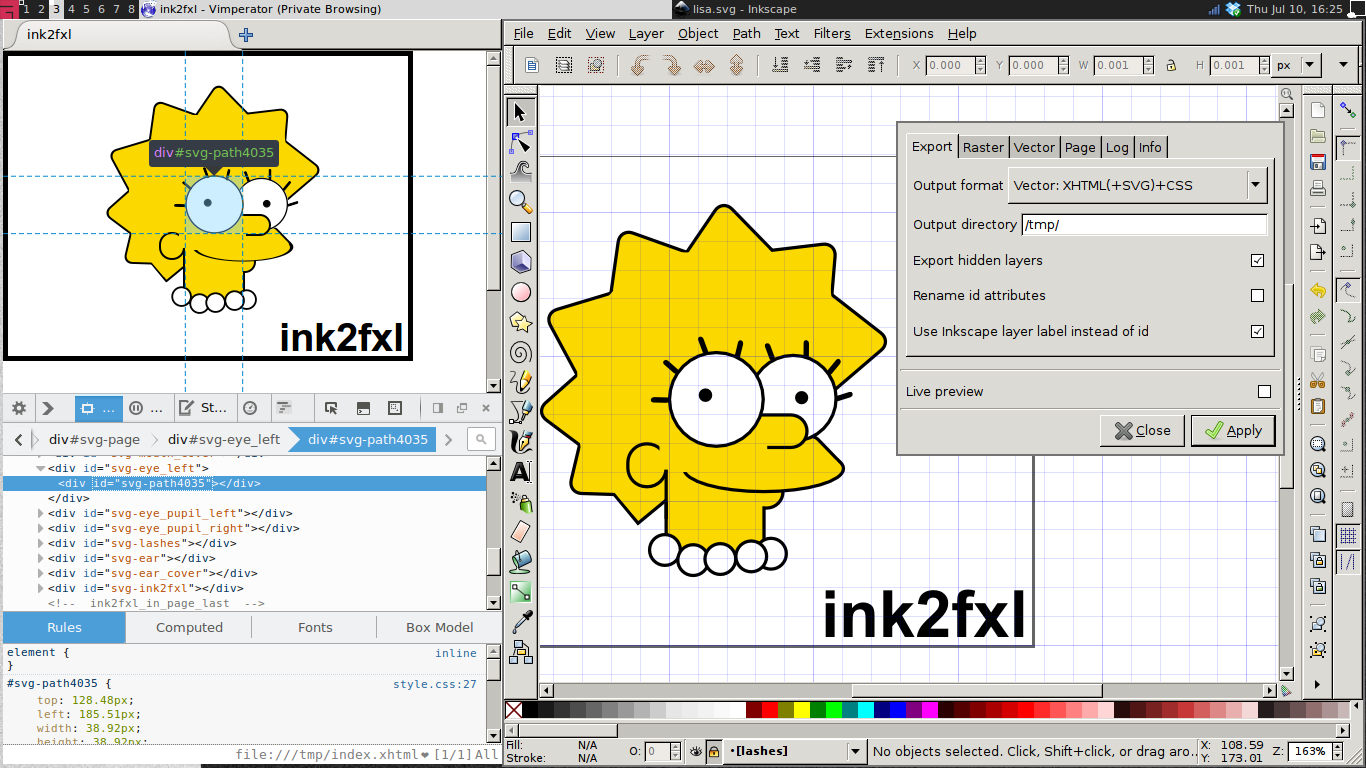 1 2 3 4 5 6 7 8 ink2fxl - Vimperator (Private Browsing)
lisa.svg - Inkscape
Thu Jul 10, 16:25
ink2fxl
div#svg-path4035
ink2fxl
... ... St...
div#svg-page div#svg-eye_left div#svg-path4035
<div id="svg-eye_left">
<div id="svg-path4035"></div>
</div>
<div id="svg-eye_pupil_left"></div>
<div id="svg-eye_pupil_right"></div>
<div id="svg-lashes"></div>
<div id="svg-ear"></div>
<div id="svg-ear_cover"></div>
<div id="svg-ink2fxl"></div>
<!-- ink2fxl_in_page_last -->
Rules Computed Fonts Box Model
element { inline
}
#svg-path4035 { style.css:27
top: 128.48px;
left: 185.51px;
width: 38.92px;
height: 38.92px;
file:///tmp/index.xhtml❤ [1/1] All
File Edit View Layer Object Path Text Filters Extensions Help
X 0.000 Y 0.000 W 0.001 H 0.001 px
Export Raster Vector Page Log Info
Output format Vector: XHTML(+SVG)+CSS
Output directory /tmp/
Export hidden layers
Rename id attributes
Use Inkscape layer label instead of id
Live preview
Close Apply
ink2fxl
Fill: N/A
Stroke: N/A
O: 0
•[lashes]
No objects selected. Click, Shift+click, or drag aro...
X: 108.59
Y: 173.01
Z: 163%